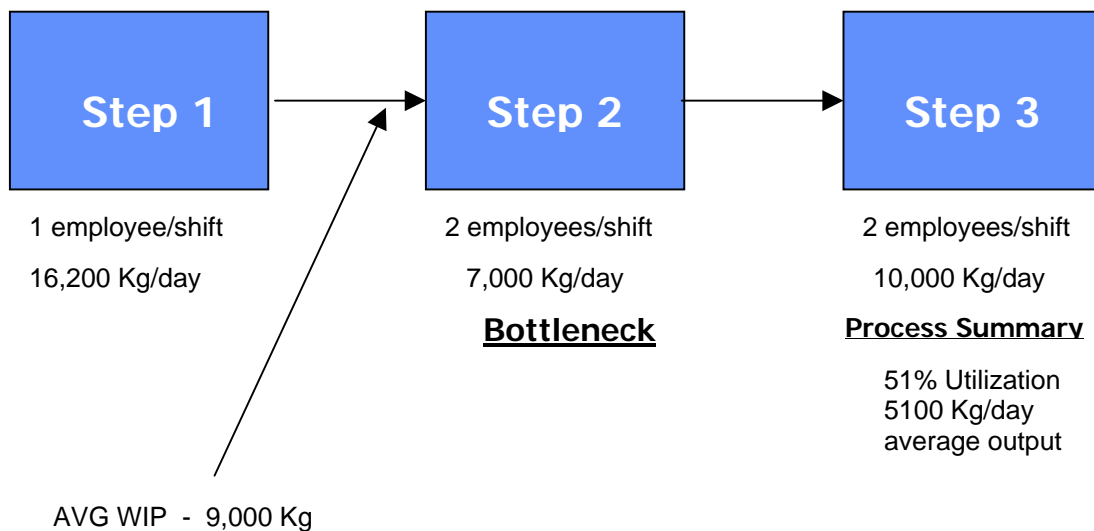 Step 1
Step 2
Step 3
1 employee/shift
2 employees/shift
2 employees/shift
16,200 Kg/day
7,000 Kg/day
10,000 Kg/day
Bottleneck
Process Summary
51% Utilization
5100 Kg/day
average output
AVG WIP - 9,000 Kg